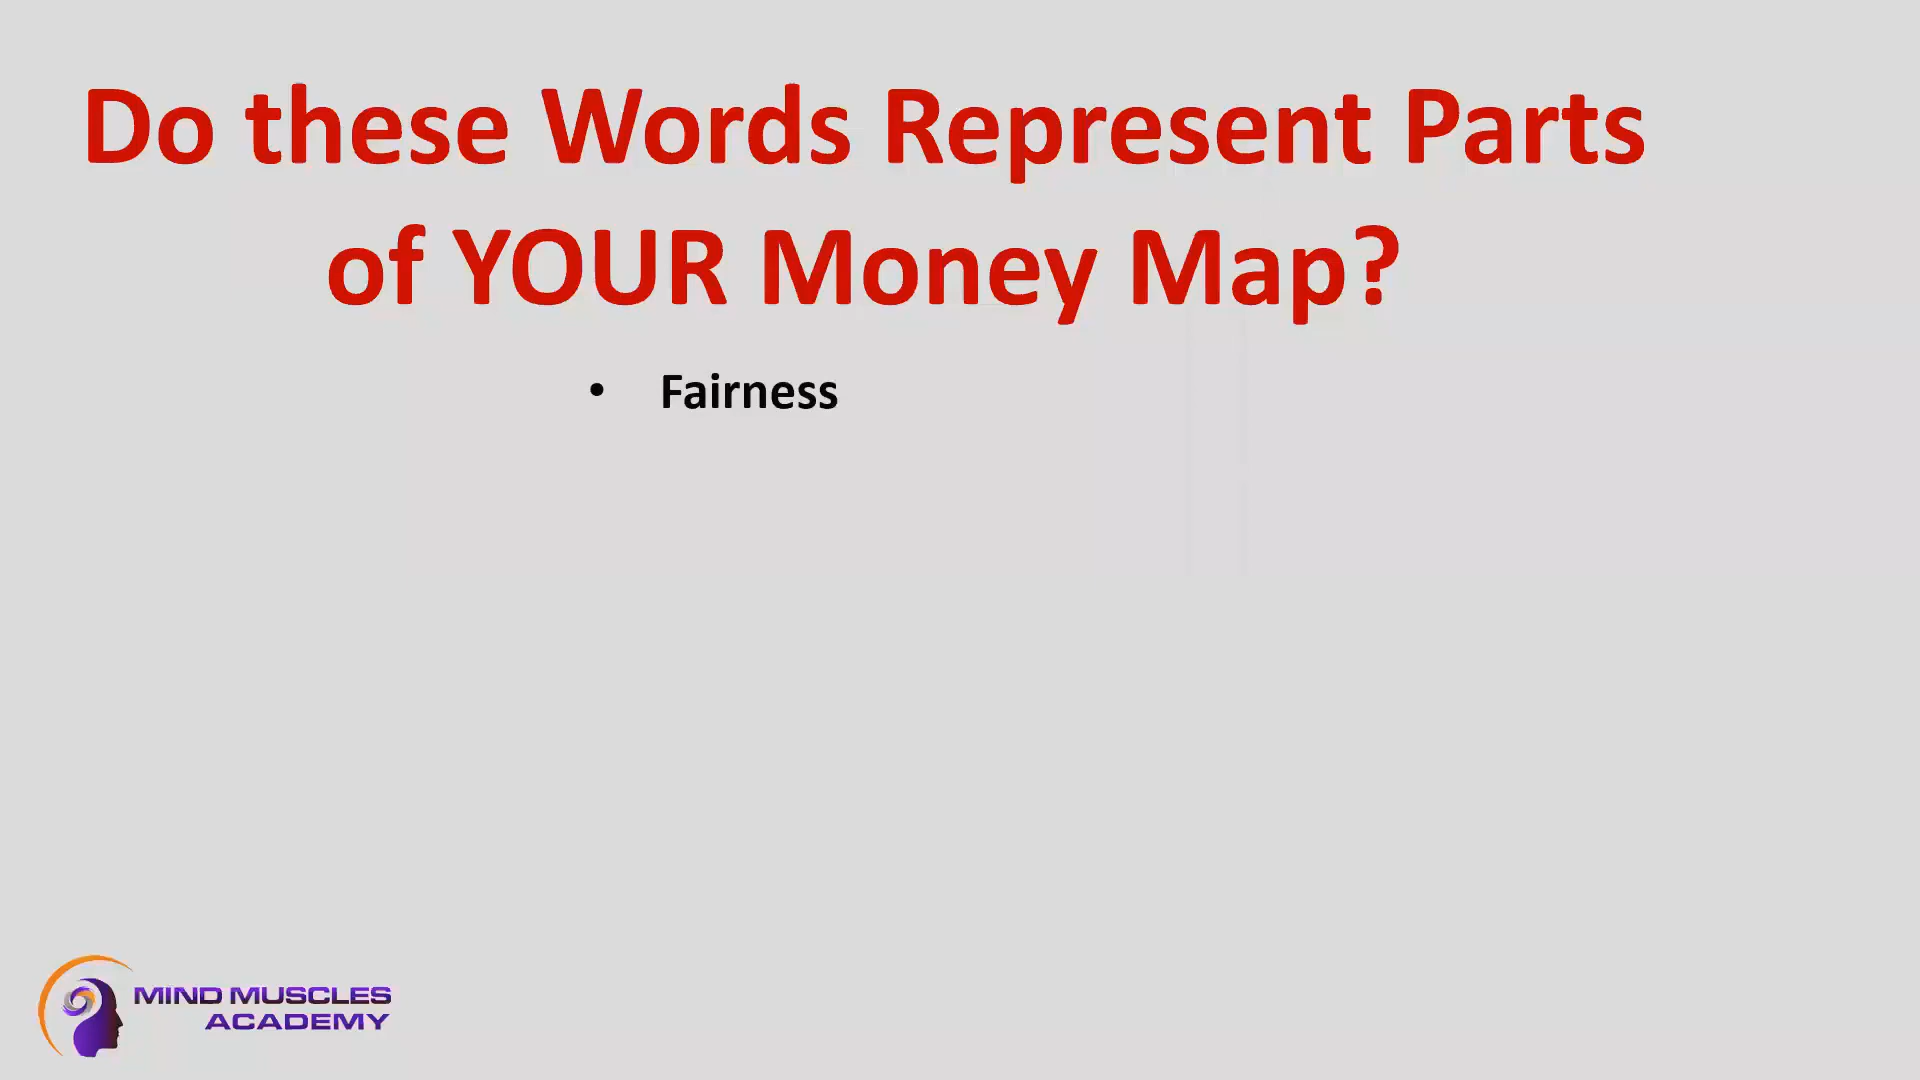 Do these Words Represent Parts
of YOUR Money Map?
• Fairness
MIND MUSCLES
ACADEMY